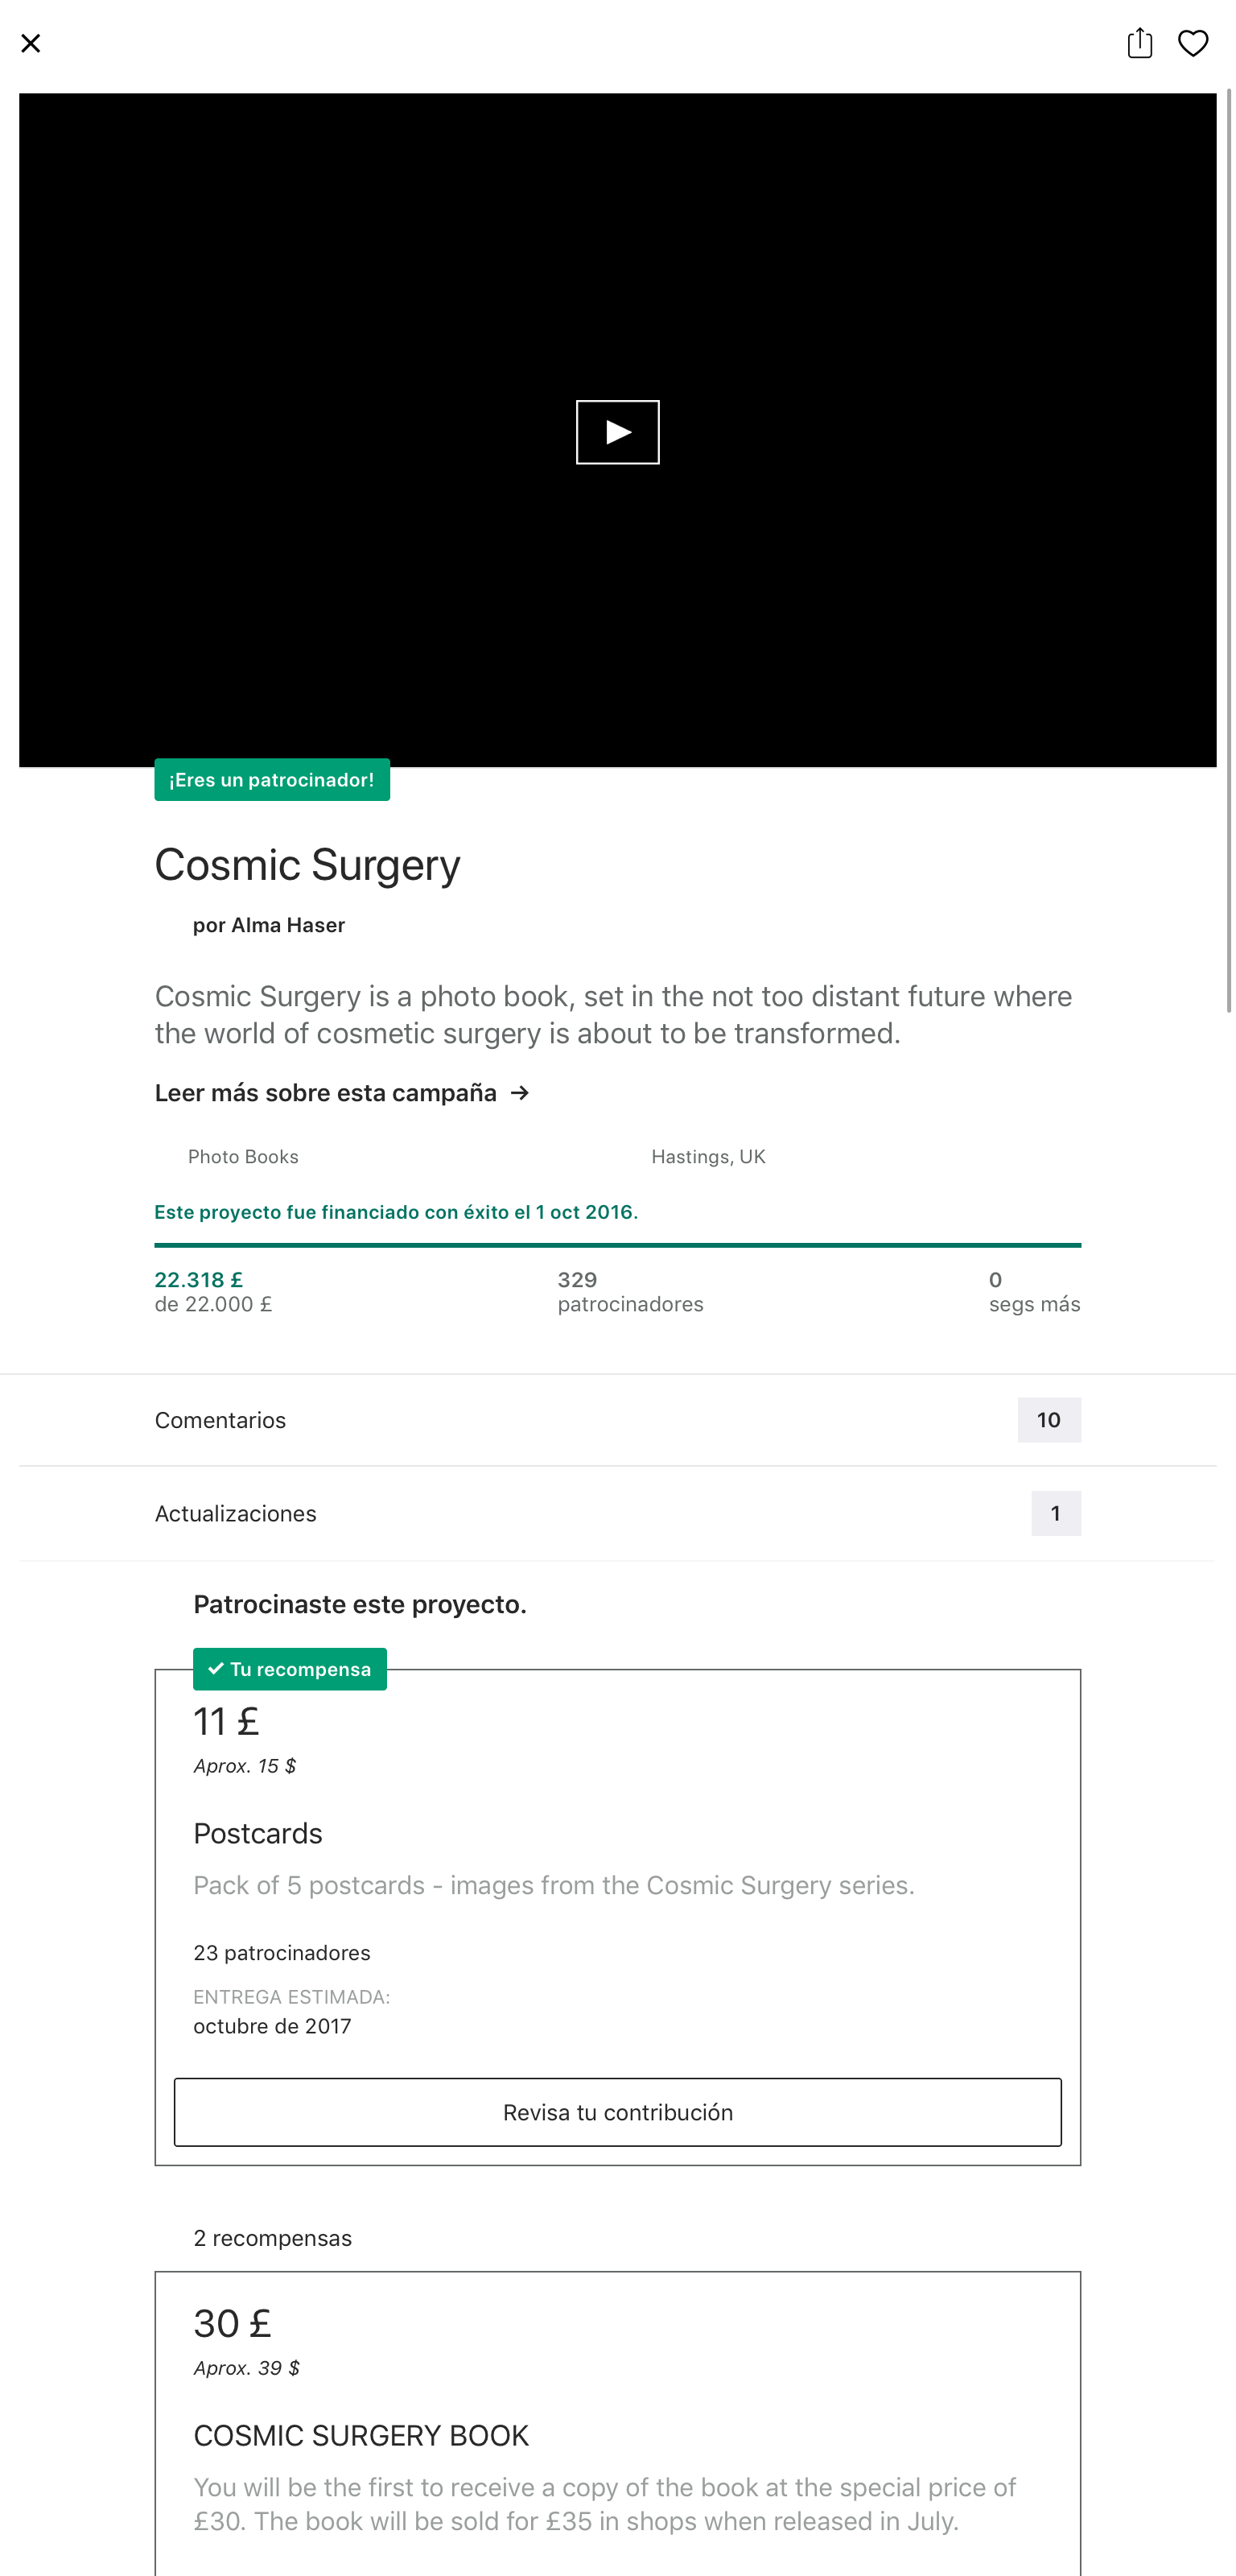 ¡Eres un patrocinador!
Cosmic Surgery
por Alma Haser
Cosmic Surgery is a photo book, set in the not too distant future where
the world of cosmetic surgery is about to be transformed.
Leer más sobre esta campaña →
Photo Books
Hastings, UK
Este proyecto fue financiado con éxito el 1 oct 2016.
22.318 £
de 22.000 £
329
patrocinadores
0
segs más
Comentarios
10
Actualizaciones
1
Patrocinaste este proyecto.
✓ Tu recompensa
11 £
Aprox. 15 $
Postcards
Pack of 5 postcards - images from the Cosmic Surgery series.
23 patrocinadores
ENTREGA ESTIMADA:
octubre de 2017
Revisa tu contribución
2 recompensas
30 £
Aprox. 39 $
COSMIC SURGERY BOOK
You will be the first to receive a copy of the book at the special price of
£30. The book will be sold for £35 in shops when released in July.